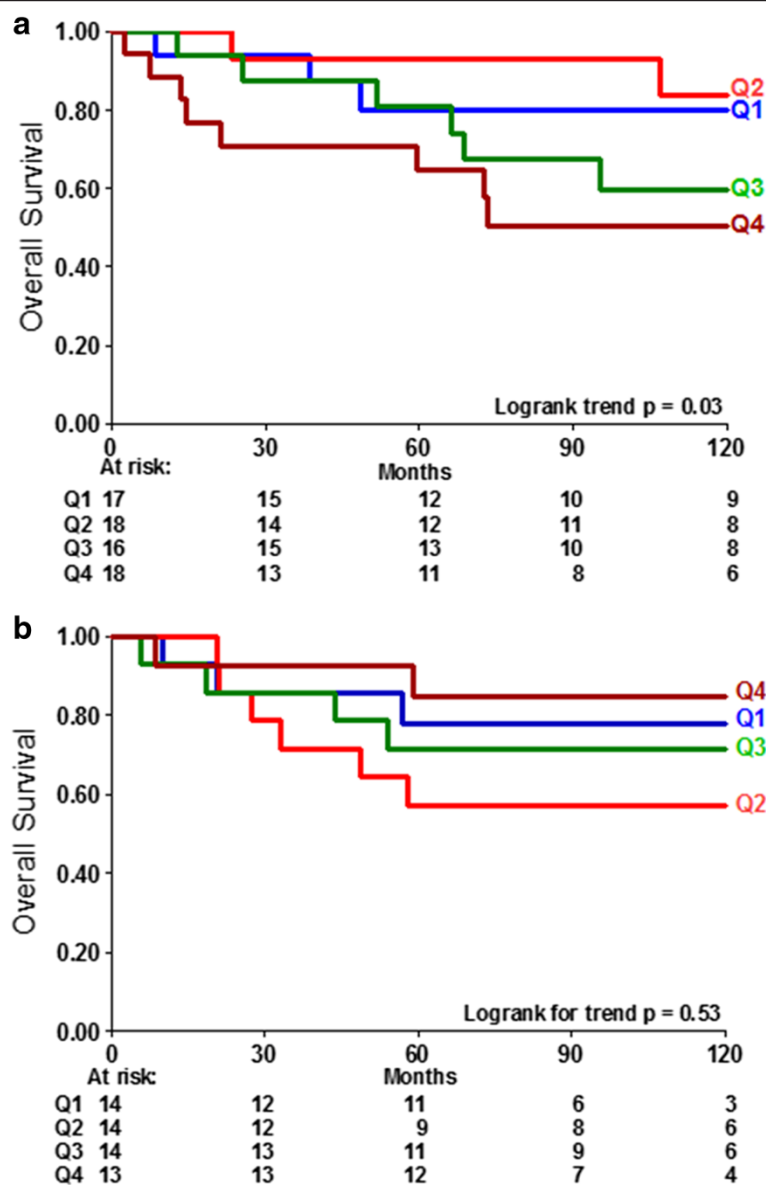 a
1.00
0.80
0.60
0.40
0.20
0.00
Overall Survival
Q2
Q1
Q3
Q4
Logrank trend p = 0.03
0 30 60 90 120
At risk:
Months
Q1 17 15 12 10 9
Q2 18 14 12 11 8
Q3 16 15 13 10 8
Q4 18 13 11 8 6
b
1.00
0.80
0.60
0.40
0.20
0.00
Overall Survival
Q4
Q1
Q3
Q2
Logrank for trend p = 0.53
0 30 60 90 120
At risk:
Months
Q1 14 12 11 6 3
Q2 14 12 9 8 6
Q3 14 13 11 9 6
Q4 13 13 12 7 4